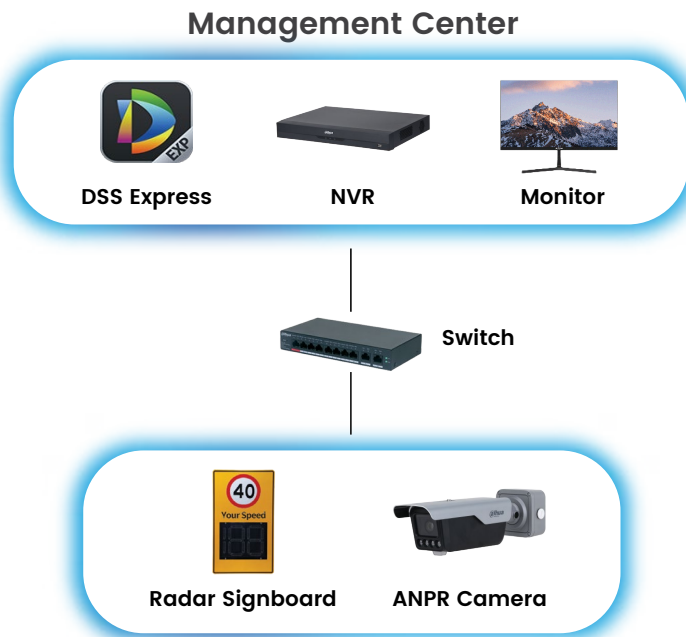 Management Center
EXP
DSS Express
NVR
Monitor
Switch
40
Your Speed
Radar Signboard
ANPR Camera